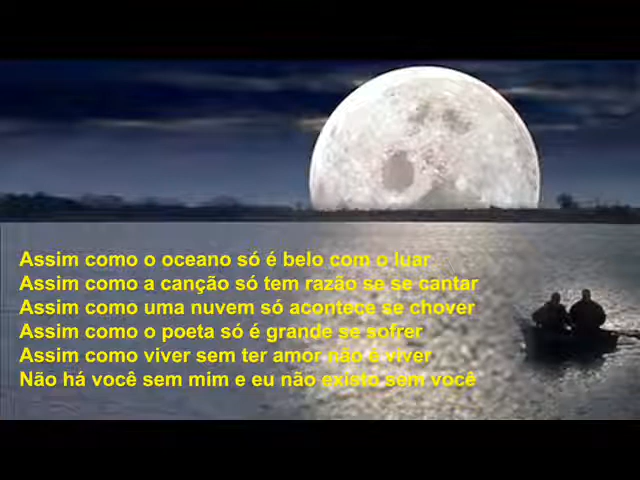 Assim como o oceano só é belo com o luar
Assim como a canção só tem razão se se cantar
Assim como uma nuvem só acontece se chover
Assim como o poeta só é grande se sofrer
Assim como viver sem ter amor não é viver
Não há você sem mim e eu não existo sem você